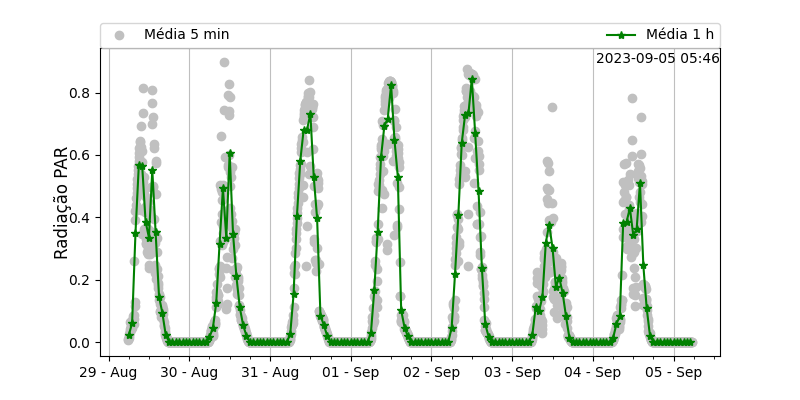 Média 5 min
Média 1 h
2023-09-05 05:46
Radiação PAR
0.8
0.6
0.4
0.2
0.0
29 - Aug
30 - Aug
31 - Aug
01 - Sep
02 - Sep
03 - Sep
04 - Sep
05 - Sep